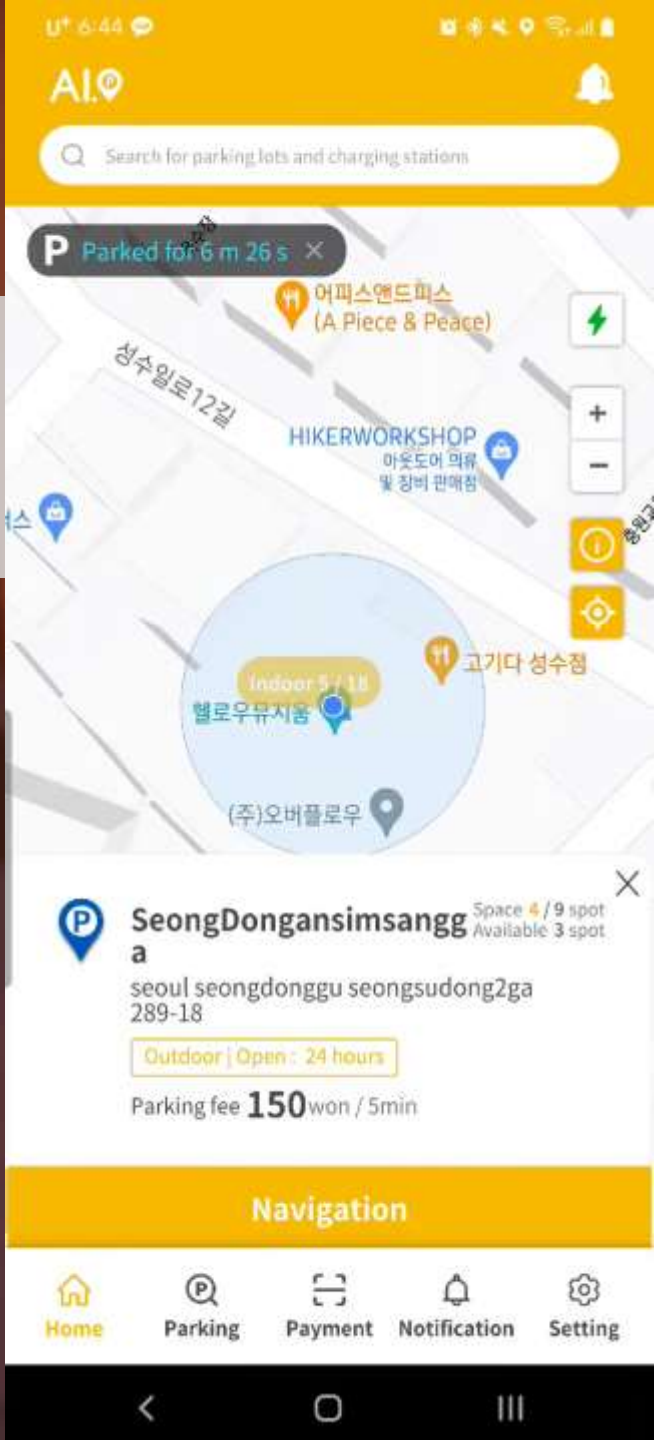 U+ 6:44
A.I.P
Search for parking lots and charging stations
P Parked for 6 m 26 s ×
어피스앤드피스
(A Piece & Peace)
성수일로12길
HIKERWORKSHOP
아웃도어 의류
및 장비 판매점
+
−
Indoor 5 / 18
고기다 성수점
헬로우뮤지움
(주)오버플로우
P
SeongDongansimsangg
a
Space 4 / 9 spot
Available 3 spot
seoul seongdonggu seongsudong2ga
289-18
Outdoor | Open : 24 hours
Parking fee 150 won / 5min
Navigation
Home
Parking
Payment
Notification
Setting